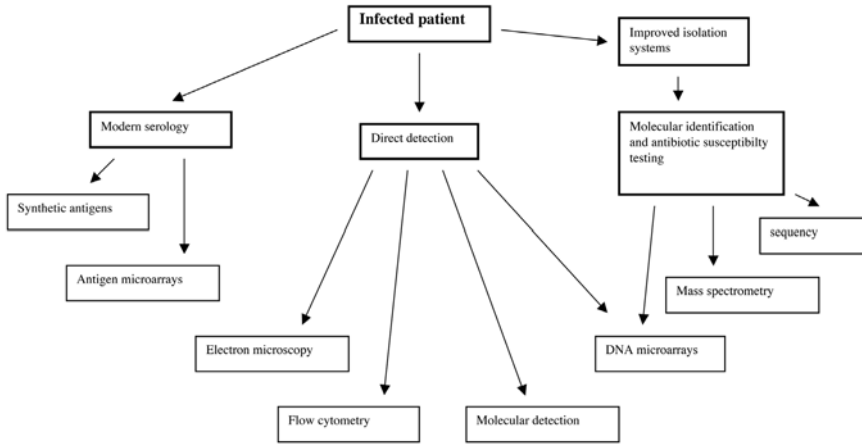 Infected patient
Improved isolation
systems
Modern serology
Direct detection
Molecular identification
and antibiotic susceptibilty
testing
Synthetic antigens
sequency
Antigen microarrays
Mass spectrometry
Electron microscopy
DNA microarrays
Flow cytometry
Molecular detection